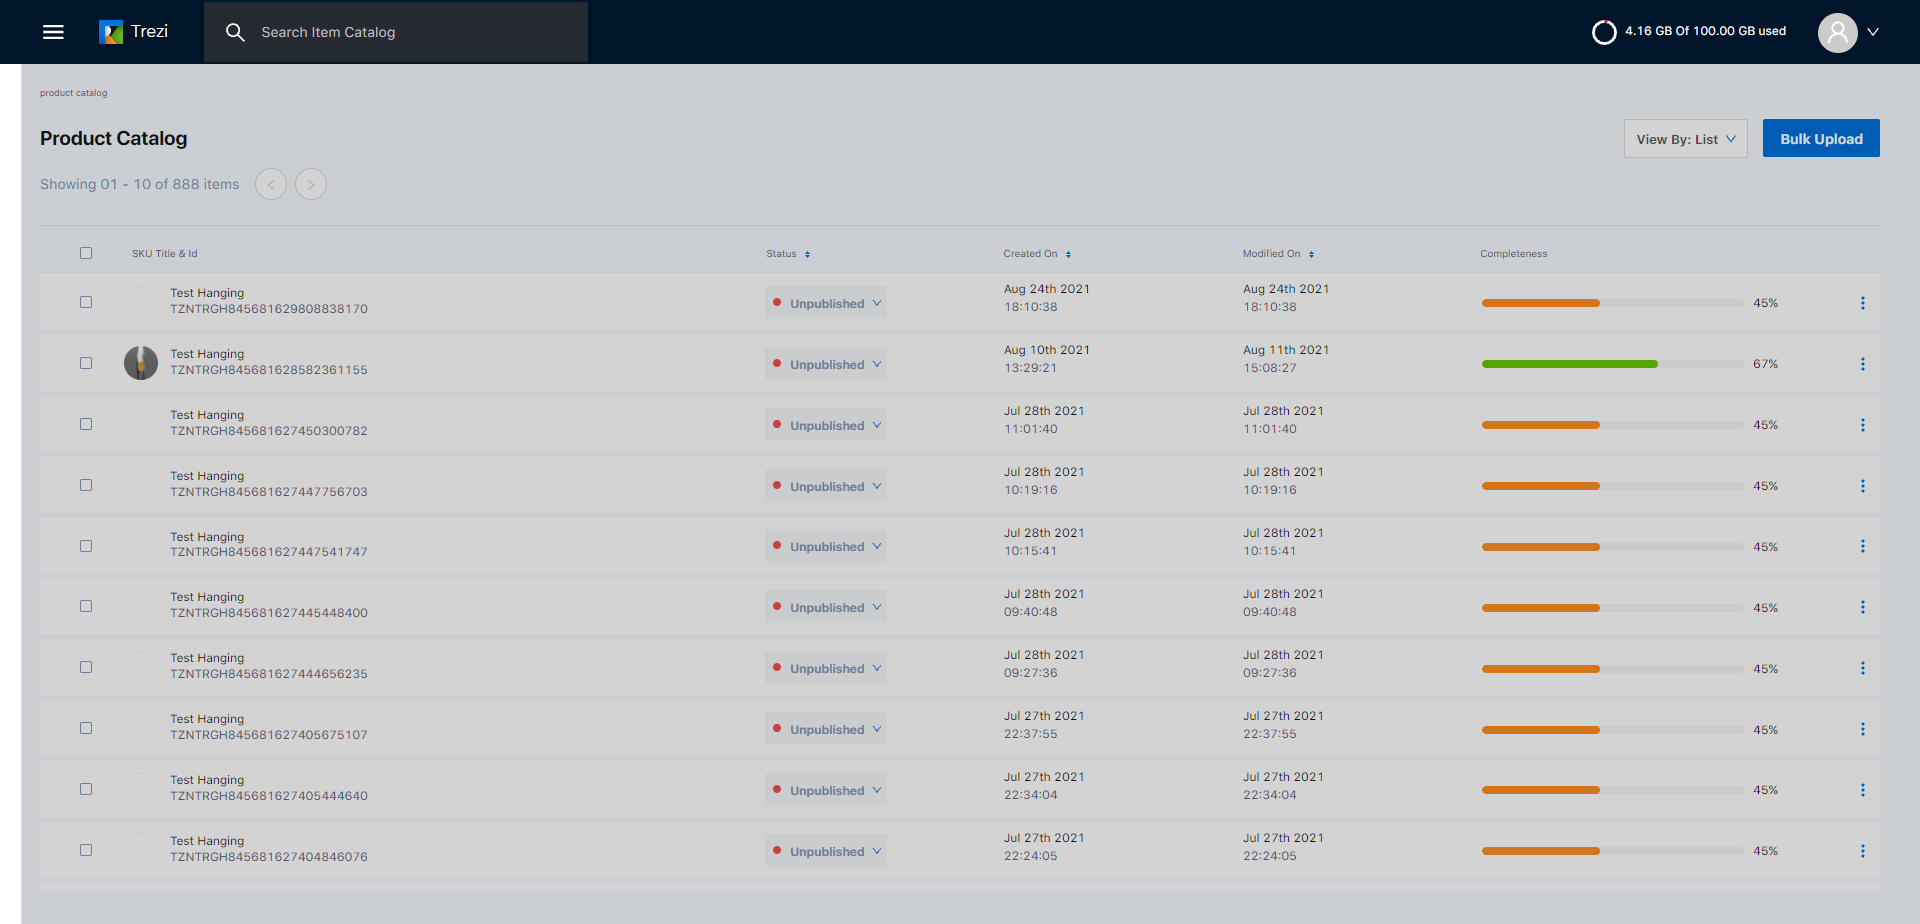 Trezi
Search Item Catalog
4.16 GB Of 100.00 GB used
product catalog
Product Catalog
View By: List
Bulk Upload
Showing 01 - 10 of 888 items
SKU Title & Id Status Created On Modified On Completeness
Test Hanging
TZNTRGH845681629808838170
Unpublished
Aug 24th 2021
18:10:38
Aug 24th 2021
18:10:38
45%
Test Hanging
TZNTRGH845681628582361155
Unpublished
Aug 10th 2021
13:29:21
Aug 11th 2021
15:08:27
67%
Test Hanging
TZNTRGH845681627450300782
Unpublished
Jul 28th 2021
11:01:40
Jul 28th 2021
11:01:40
45%
Test Hanging
TZNTRGH845681627447756703
Unpublished
Jul 28th 2021
10:19:16
Jul 28th 2021
10:19:16
45%
Test Hanging
TZNTRGH845681627447541747
Unpublished
Jul 28th 2021
10:15:41
Jul 28th 2021
10:15:41
45%
Test Hanging
TZNTRGH845681627445448400
Unpublished
Jul 28th 2021
09:40:48
Jul 28th 2021
09:40:48
45%
Test Hanging
TZNTRGH845681627444656235
Unpublished
Jul 28th 2021
09:27:36
Jul 28th 2021
09:27:36
45%
Test Hanging
TZNTRGH845681627405675107
Unpublished
Jul 27th 2021
22:37:55
Jul 27th 2021
22:37:55
45%
Test Hanging
TZNTRGH845681627405444640
Unpublished
Jul 27th 2021
22:34:04
Jul 27th 2021
22:34:04
45%
Test Hanging
TZNTRGH845681627404846076
Unpublished
Jul 27th 2021
22:24:05
Jul 27th 2021
22:24:05
45%